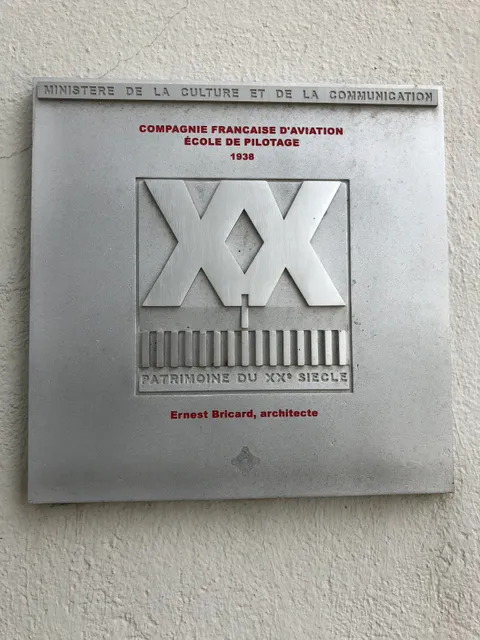 MINISTERE DE LA CULTURE ET DE LA COMMUNICATION
COMPAGNIE FRANCAISE D'AVIATION
ÉCOLE DE PILOTAGE
1938
XX
PATRIMOINE DU XXe SIECLE
Ernest Bricard, architecte